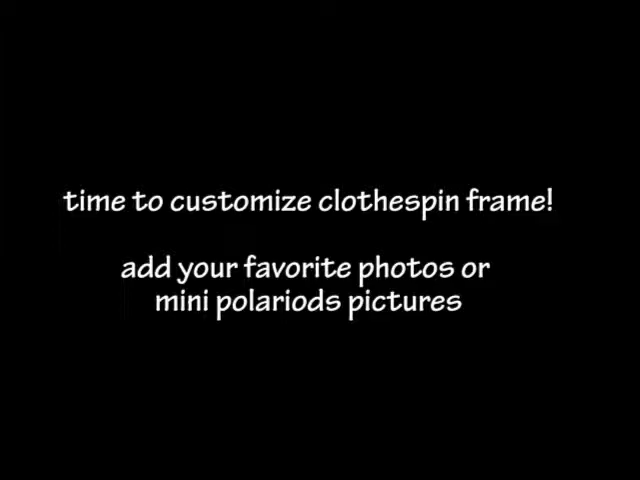 time to customize clothespin frame!
add your favorite photos or
mini polariods pictures